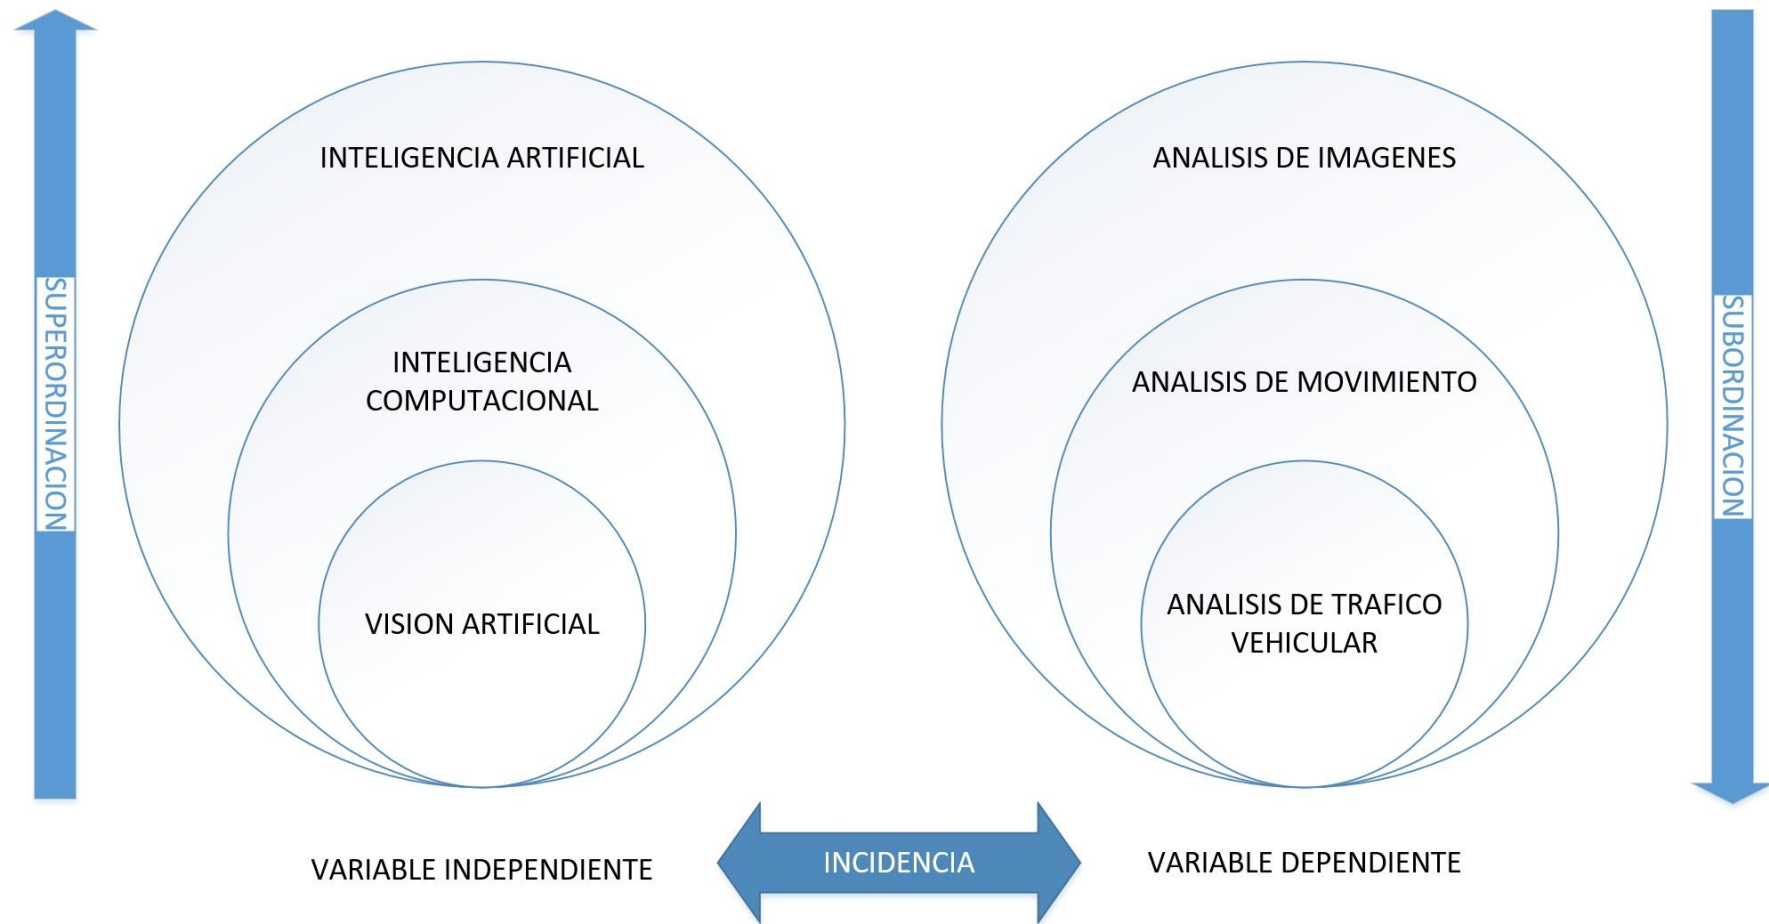 INTELIGENCIA ARTIFICIAL
INTELIGENCIA
COMPUTACIONAL
VISION ARTIFICIAL
SUPERORDINACION
VARIABLE INDEPENDIENTE
INCIDENCIA
ANALISIS DE IMAGENES
ANALISIS DE MOVIMIENTO
ANALISIS DE TRAFICO
VEHICULAR
SUBORDINACION
VARIABLE DEPENDIENTE